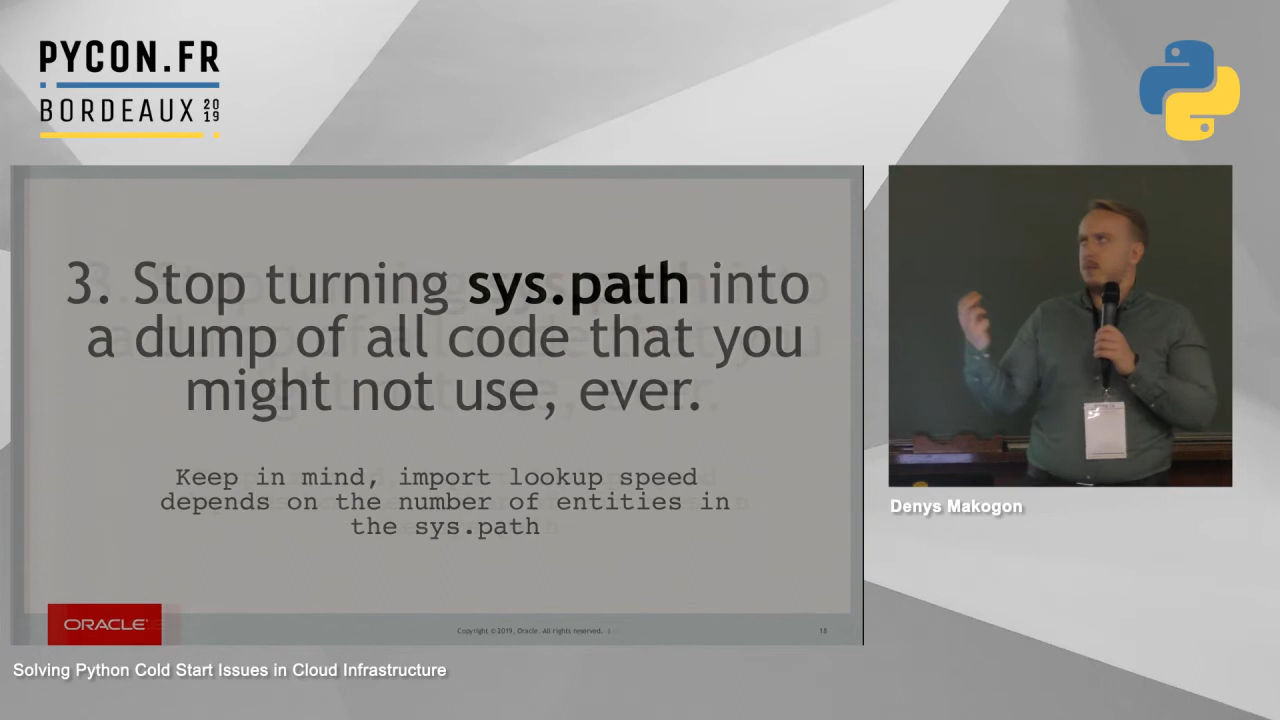 PYCON.FR
BORDEAUX 2019
3. Stop turning sys.path into
a dump of all code that you
might not use, ever.
Keep in mind, import lookup speed
depends on the number of entities in
the sys.path
ORACLE
Copyright © 2019, Oracle. All rights reserved. |
18
Denys Makogon
Solving Python Cold Start Issues in Cloud Infrastructure